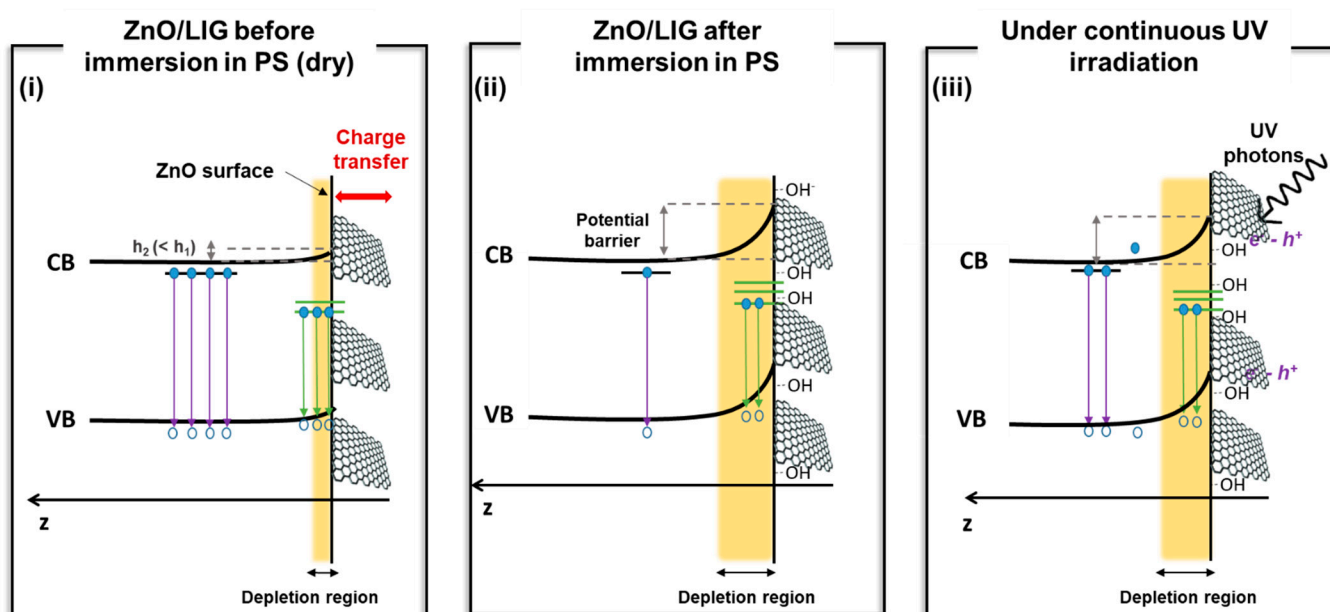 ZnO/LIG before
immersion in PS (dry)
(i)
Charge
transfer
ZnO surface
h₂ (< h₁)
CB
VB
z
Depletion region
ZnO/LIG after
immersion in PS
(ii)
OH⁻
Potential
barrier
CB
OH
OH
OH
VB
OH
z
Depletion region
Under continuous UV
irradiation
(iii)
UV
photons
OH
e⁻ - h⁺
CB
OH
OH
- h⁺
OH
VB
OH
z
Depletion region